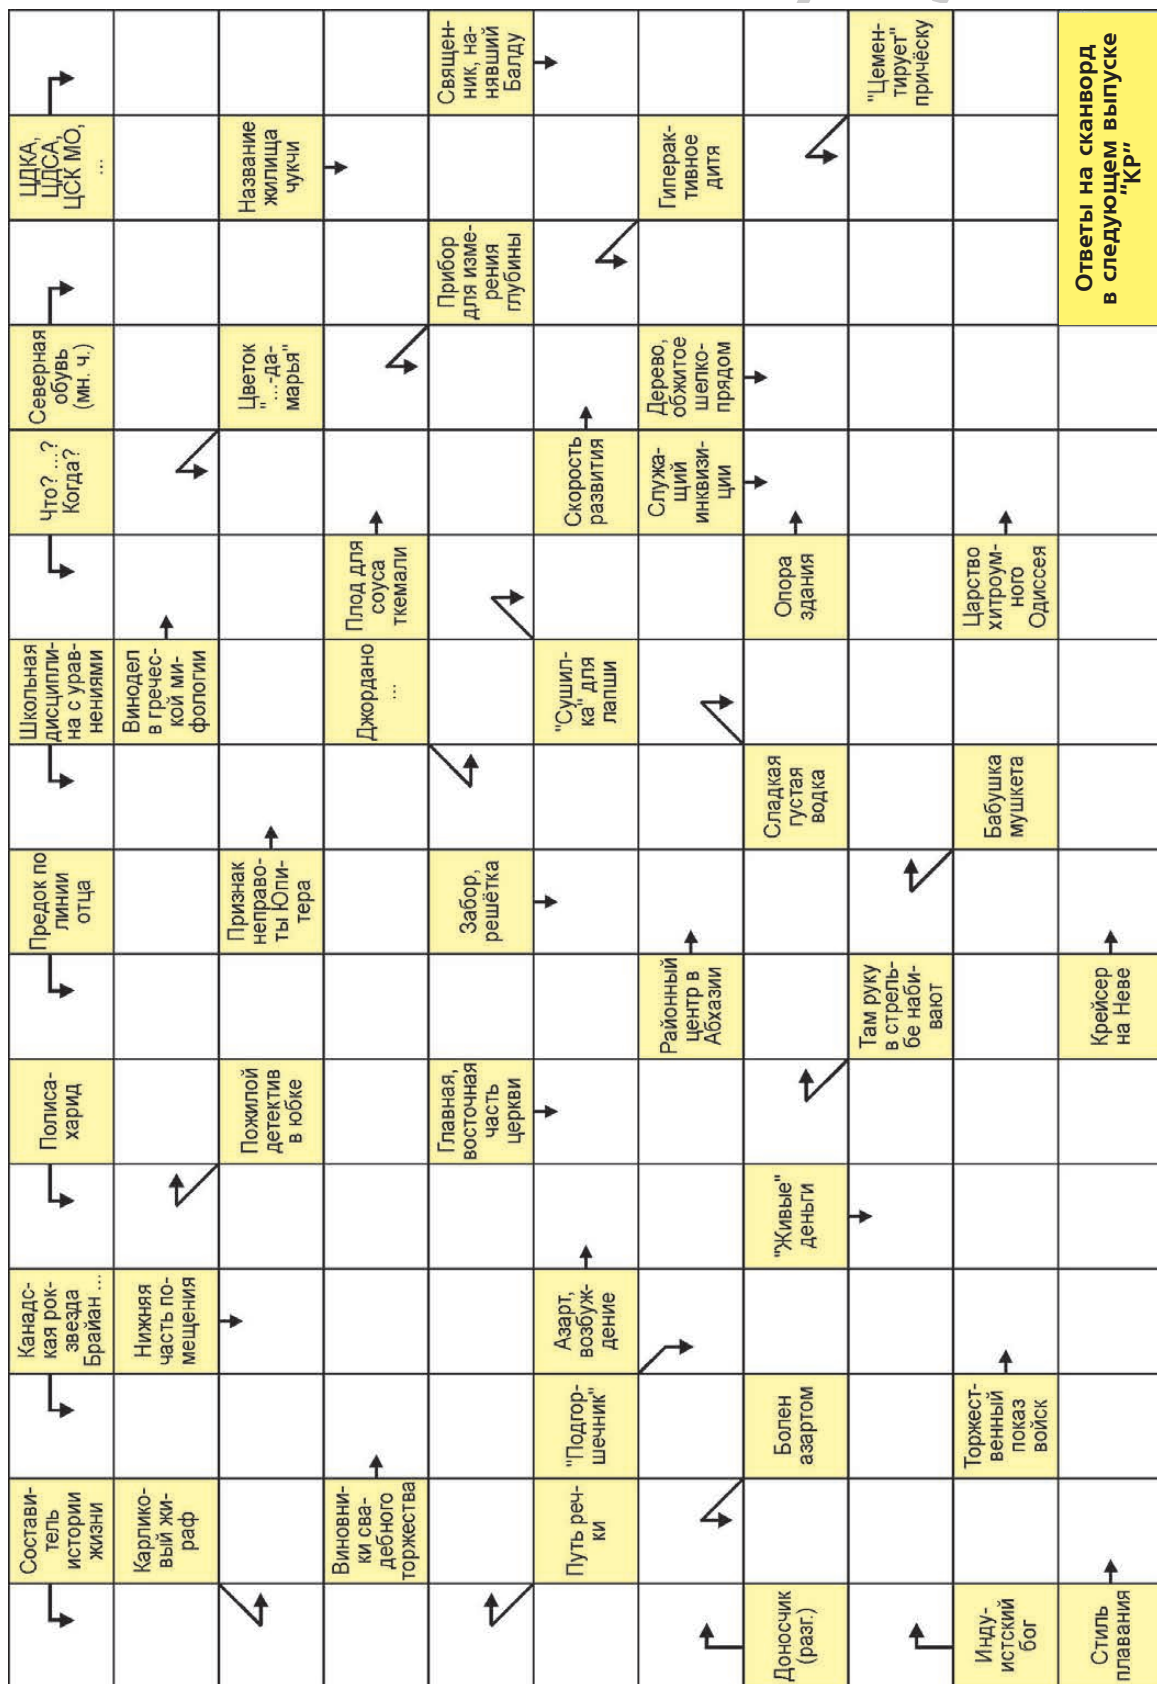 Состави-
тель
истории
жизни
Канадс-
кая рок-
звезда
Брайан ...
Полиса-
харид
Предок по
линии
отца
Школьная
дисципли-
на с урав-
нениями
Что? ...?
Когда?
Северная
обувь
(мн. ч.)
ЦДКА,
ЦДСА,
ЦСК МО,
...
Карлико-
вый жи-
раф
Нижняя
часть по-
мещения
Винодел
в гречес-
кой ми-
фологии
Пожилой
детектив
в юбке
Признак
неправо-
ты Юпи-
тера
Цветок
"...-да-
марья"
Название
жилища
чукчи
Виновни-
ки сва-
дебного
торжества
Джордано
...
Плод для
соуса
ткемали
Главная,
восточная
часть
церкви
Забор,
решётка
Прибор
для изме-
рения
глубины
Священ-
ник, на-
нявший
Балду
Путь реч-
ки
"Подгор-
шечник"
Азарт,
возбуж-
дение
"Сушил-
ка" для
лапши
Скорость
развития
Районный
центр в
Абхазии
Служа-
щий
инквизи-
ции
Дерево,
обжитое
шелко-
прядом
Гиперак-
тивное
дитя
Доносчик
(разг.)
Болен
азартом
"Живые"
деньги
Сладкая
густая
водка
Опора
здания
Там руку
в стрель-
бе наби-
вают
"Цемен-
тирует"
причёску
Инду-
истский
бог
Торжест-
венный
показ
войск
Бабушка
мушкета
Царство
хитроум-
ного
Одиссея
Стиль
плавания
Крейсер
на Неве
Ответы на сканворд
в следующем выпуске
"КР"